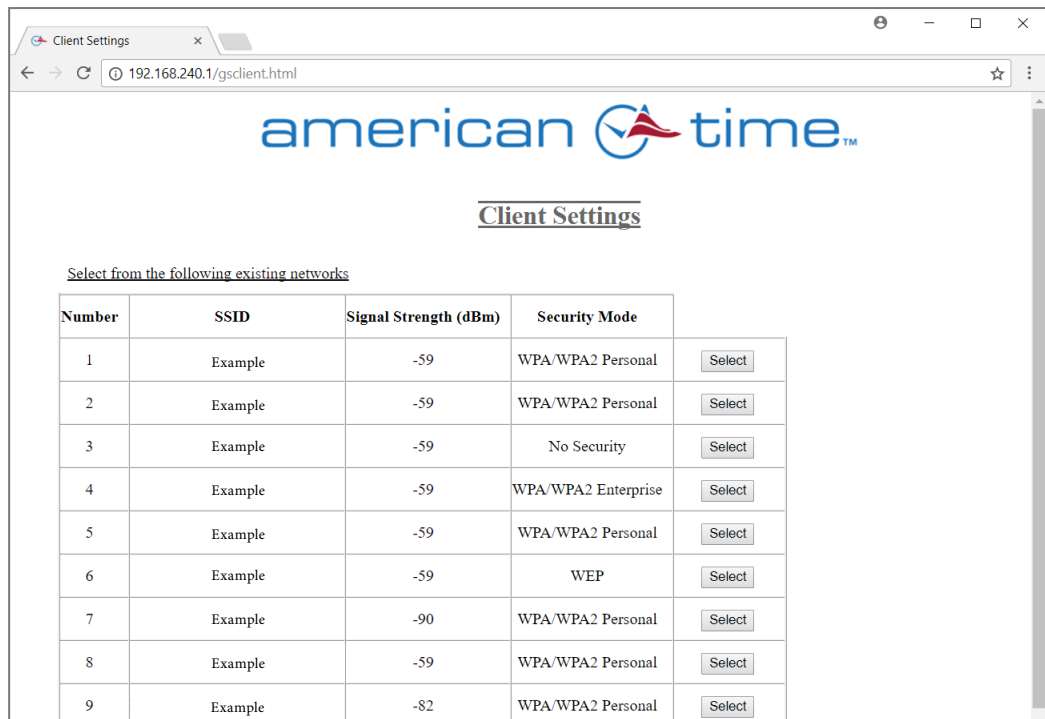 Client Settings
192.168.240.1/gsclient.html
american time™
Client Settings
Select from the following existing networks
Number SSID Signal Strength (dBm) Security Mode
1 Example -59 WPA/WPA2 Personal Select
2 Example -59 WPA/WPA2 Personal Select
3 Example -59 No Security Select
4 Example -59 WPA/WPA2 Enterprise Select
5 Example -59 WPA/WPA2 Personal Select
6 Example -59 WEP Select
7 Example -90 WPA/WPA2 Personal Select
8 Example -59 WPA/WPA2 Personal Select
9 Example -82 WPA/WPA2 Personal Select